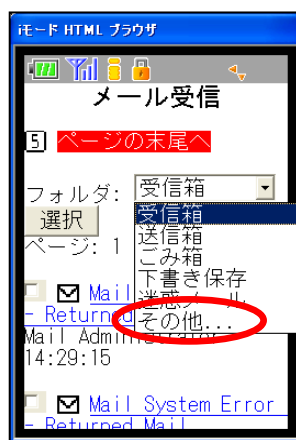 iモード HTML ブラウザ
メール受信
5 ページの末尾へ
フォルダ: 受信箱
受信箱
選択
送信箱
ページ: 1
ごみ箱
下書き保存
迷惑メール
その他...
Mail
- Returned
Mail Admin
14:29:15
Mail System Error
- Returned Mail